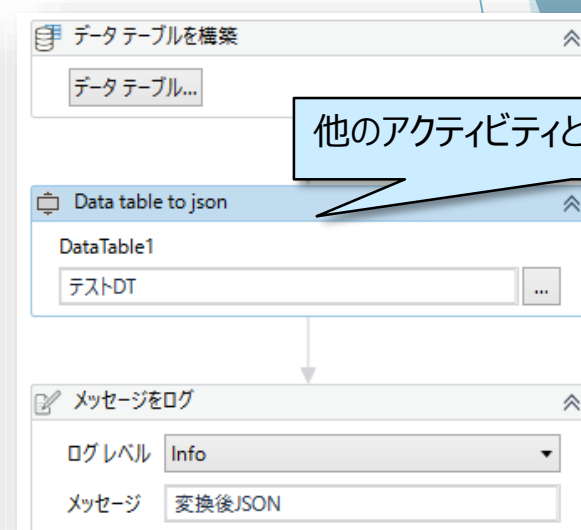 データ テーブルを構築
データ テーブル...
他のアクティビティと
Data table to json
DataTable1
テストDT
...
メッセージをログ
ログ レベル Info
メッセージ 変換後JSON